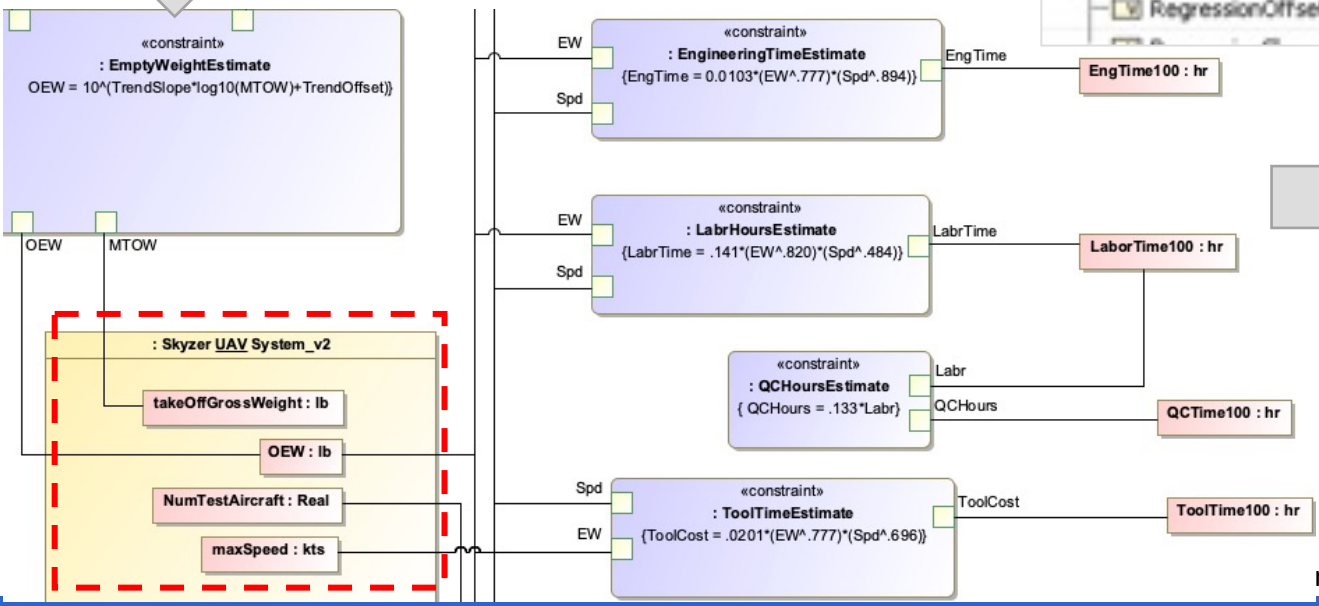 «constraint»
: EmptyWeightEstimate
OEW = 10^(TrendSlope*log10(MTOW)+TrendOffset)}
OEW
MTOW
: Skyzer UAV System_v2
takeOffGrossWeight : lb
OEW : lb
NumTestAircraft : Real
maxSpeed : kts
EW
Spd
«constraint»
: EngineeringTimeEstimate
{EngTime = 0.0103*(EW^.777)*(Spd^.894)}
EngTime
EngTime100 : hr
EW
Spd
«constraint»
: LabrHoursEstimate
{LabrTime = .141*(EW^.820)*(Spd^.484)}
LabrTime
LaborTime100 : hr
«constraint»
: QCHoursEstimate
{ QCHours = .133*Labr}
Labr
QCHours
QCTime100 : hr
Spd
EW
«constraint»
: ToolTimeEstimate
{ToolCost = .0201*(EW^.777)*(Spd^.696)}
ToolCost
ToolTime100 : hr
RegressionOffse